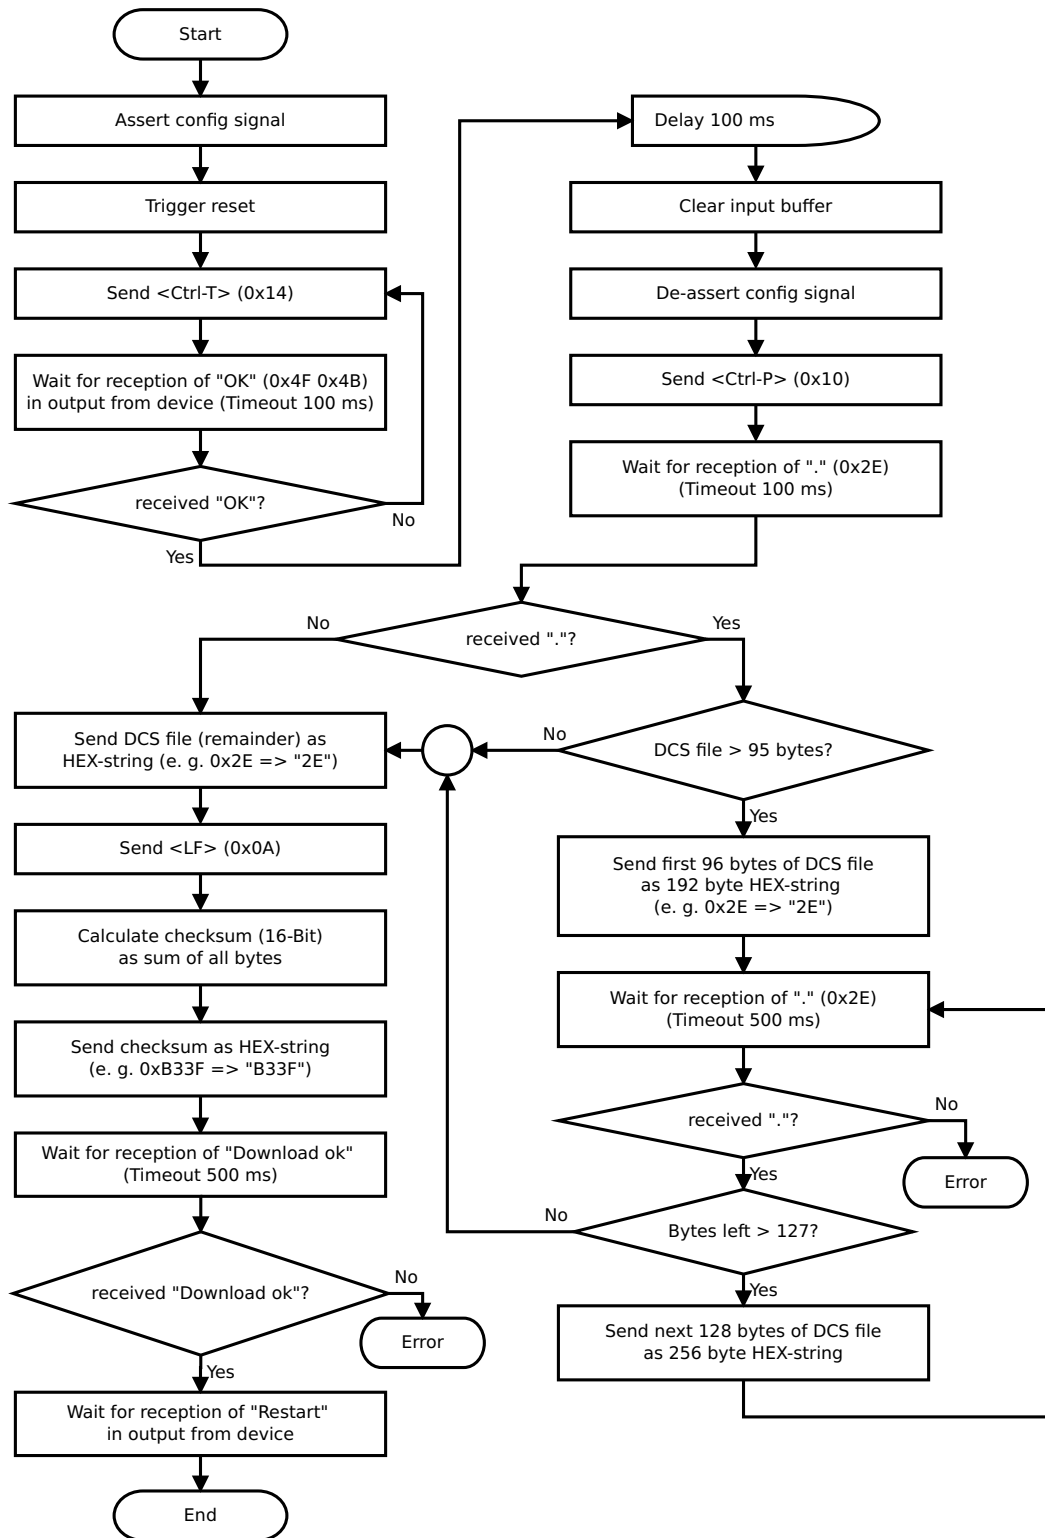 Start
Assert config signal
Trigger reset
Send <Ctrl-T> (0x14)
Wait for reception of "OK" (0x4F 0x4B)
in output from device (Timeout 100 ms)
received "OK"?
No
Yes
Delay 100 ms
Clear input buffer
De-assert config signal
Send <Ctrl-P> (0x10)
Wait for reception of "." (0x2E)
(Timeout 100 ms)
received "."?
No
Yes
Send DCS file (remainder) as
HEX-string (e. g. 0x2E => "2E")
Send <LF> (0x0A)
Calculate checksum (16-Bit)
as sum of all bytes
Send checksum as HEX-string
(e. g. 0xB33F => "B33F")
Wait for reception of "Download ok"
(Timeout 500 ms)
received "Download ok"?
No
Error
Yes
Wait for reception of "Restart"
in output from device
End
DCS file > 95 bytes?
No
Yes
Send first 96 bytes of DCS file
as 192 byte HEX-string
(e. g. 0x2E => "2E")
Wait for reception of "." (0x2E)
(Timeout 500 ms)
received "."?
No
Error
Yes
Bytes left > 127?
No
Yes
Send next 128 bytes of DCS file
as 256 byte HEX-string